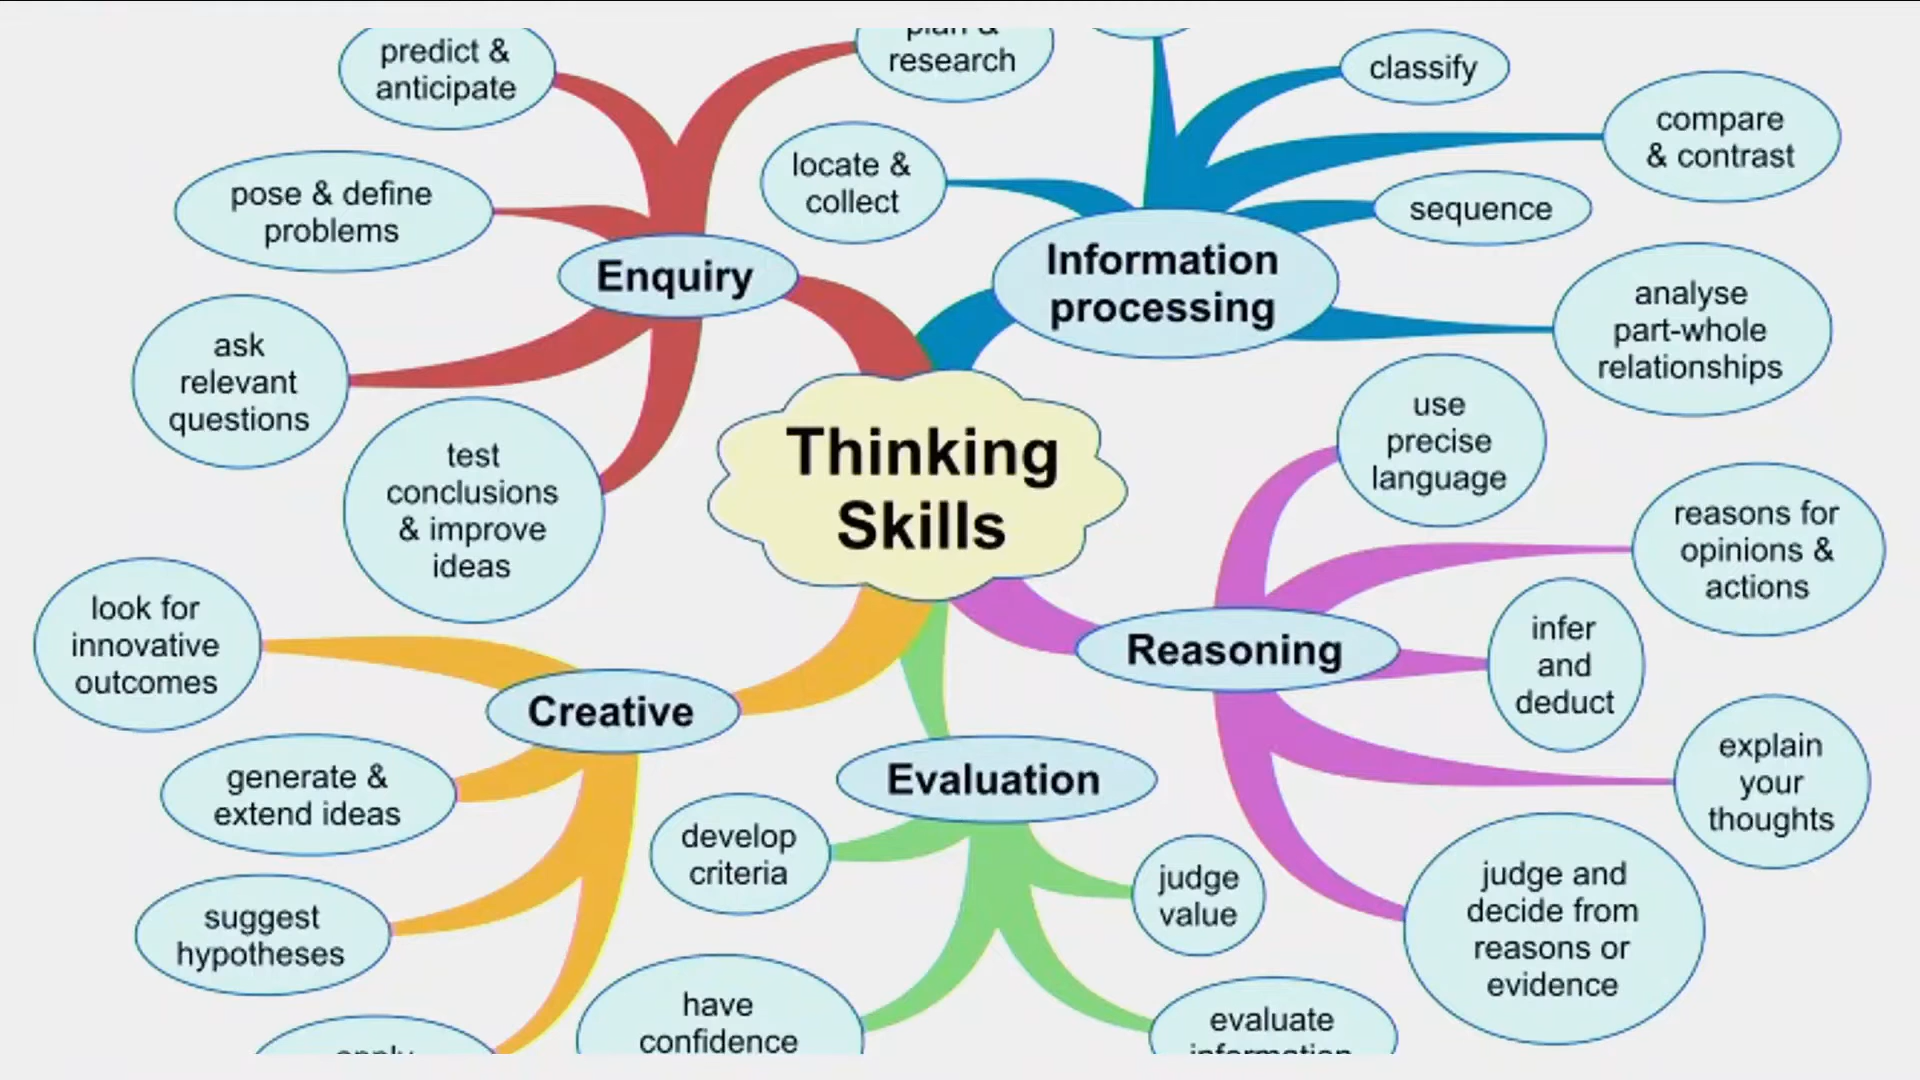 predict &
anticipate
plan &
research
classify
compare
& contrast
locate &
collect
pose & define
problems
sequence
Enquiry
Information
processing
analyse
part-whole
relationships
ask
relevant
questions
use
precise
language
test
conclusions
& improve
ideas
Thinking
Skills
reasons for
opinions &
actions
look for
innovative
outcomes
Reasoning
infer
and
deduct
Creative
Evaluation
explain
your
thoughts
generate &
extend ideas
develop
criteria
judge
value
judge and
decide from
reasons or
evidence
suggest
hypotheses
have
confidence
evaluate
information
apply